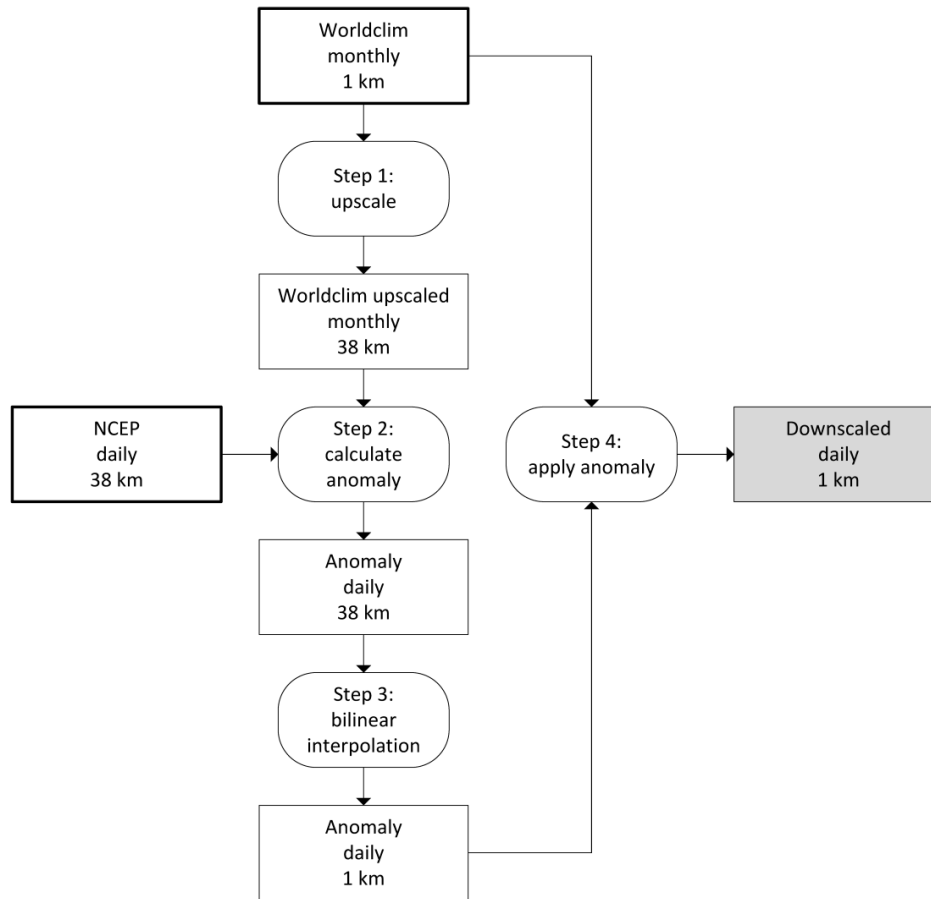 Worldclim
monthly
1 km
Step 1:
upscale
Worldclim upscaled
monthly
38 km
NCEP
daily
38 km
Step 2:
calculate
anomaly
Step 4:
apply anomaly
Downscaled
daily
1 km
Anomaly
daily
38 km
Step 3:
bilinear
interpolation
Anomaly
daily
1 km